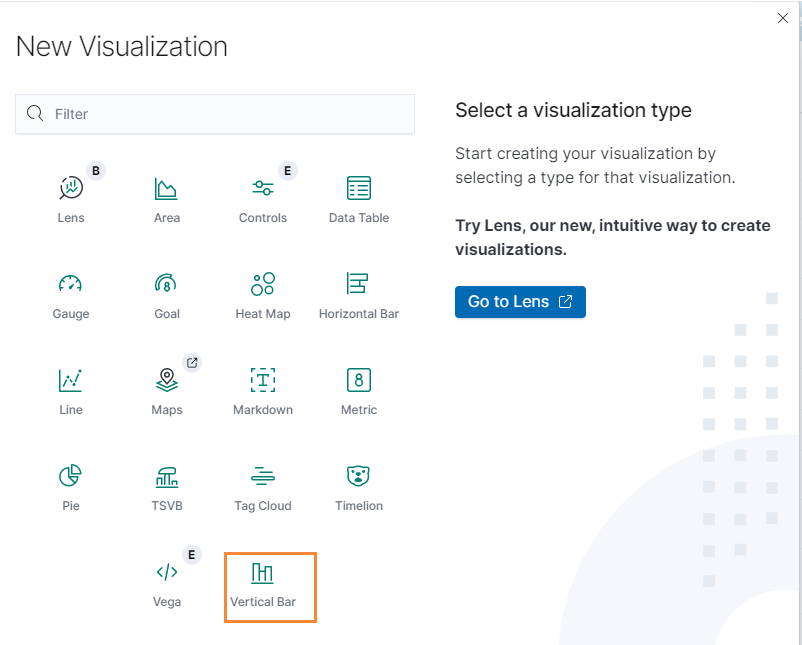 New Visualization
Filter
Select a visualization type
Start creating your visualization by
selecting a type for that visualization.
Try Lens, our new, intuitive way to create
visualizations.
Go to Lens
B
E
Lens Area Controls Data Table
8
Gauge Goal Heat Map Horizontal Bar
T 8
Line Maps Markdown Metric
Pie TSVB Tag Cloud Timelion
E
</>
Vega Vertical Bar